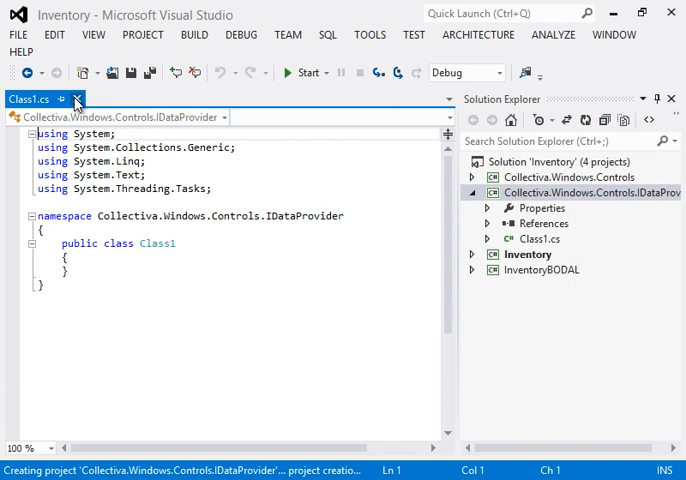 Inventory - Microsoft Visual Studio
Quick Launch (Ctrl+Q)
FILE EDIT VIEW PROJECT BUILD DEBUG TEAM SQL TOOLS TEST ARCHITECTURE ANALYZE WINDOW
HELP
Start Debug
Class1.cs
Collectiva.Windows.Controls.IDataProvider
using System;
using System.Collections.Generic;
using System.Linq;
using System.Text;
using System.Threading.Tasks;
namespace Collectiva.Windows.Controls.IDataProvider
{
public class Class1
{
}
}
100 %
Solution Explorer
Search Solution Explorer (Ctrl+;)
Solution 'Inventory' (4 projects)
Collectiva.Windows.Controls
Collectiva.Windows.Controls.IDataProv
Properties
References
C# Class1.cs
C# Inventory
C# InventoryBODAL
Creating project 'Collectiva.Windows.Controls.IDataProvider'... project creatio... Ln 1 Col 1 Ch 1 INS